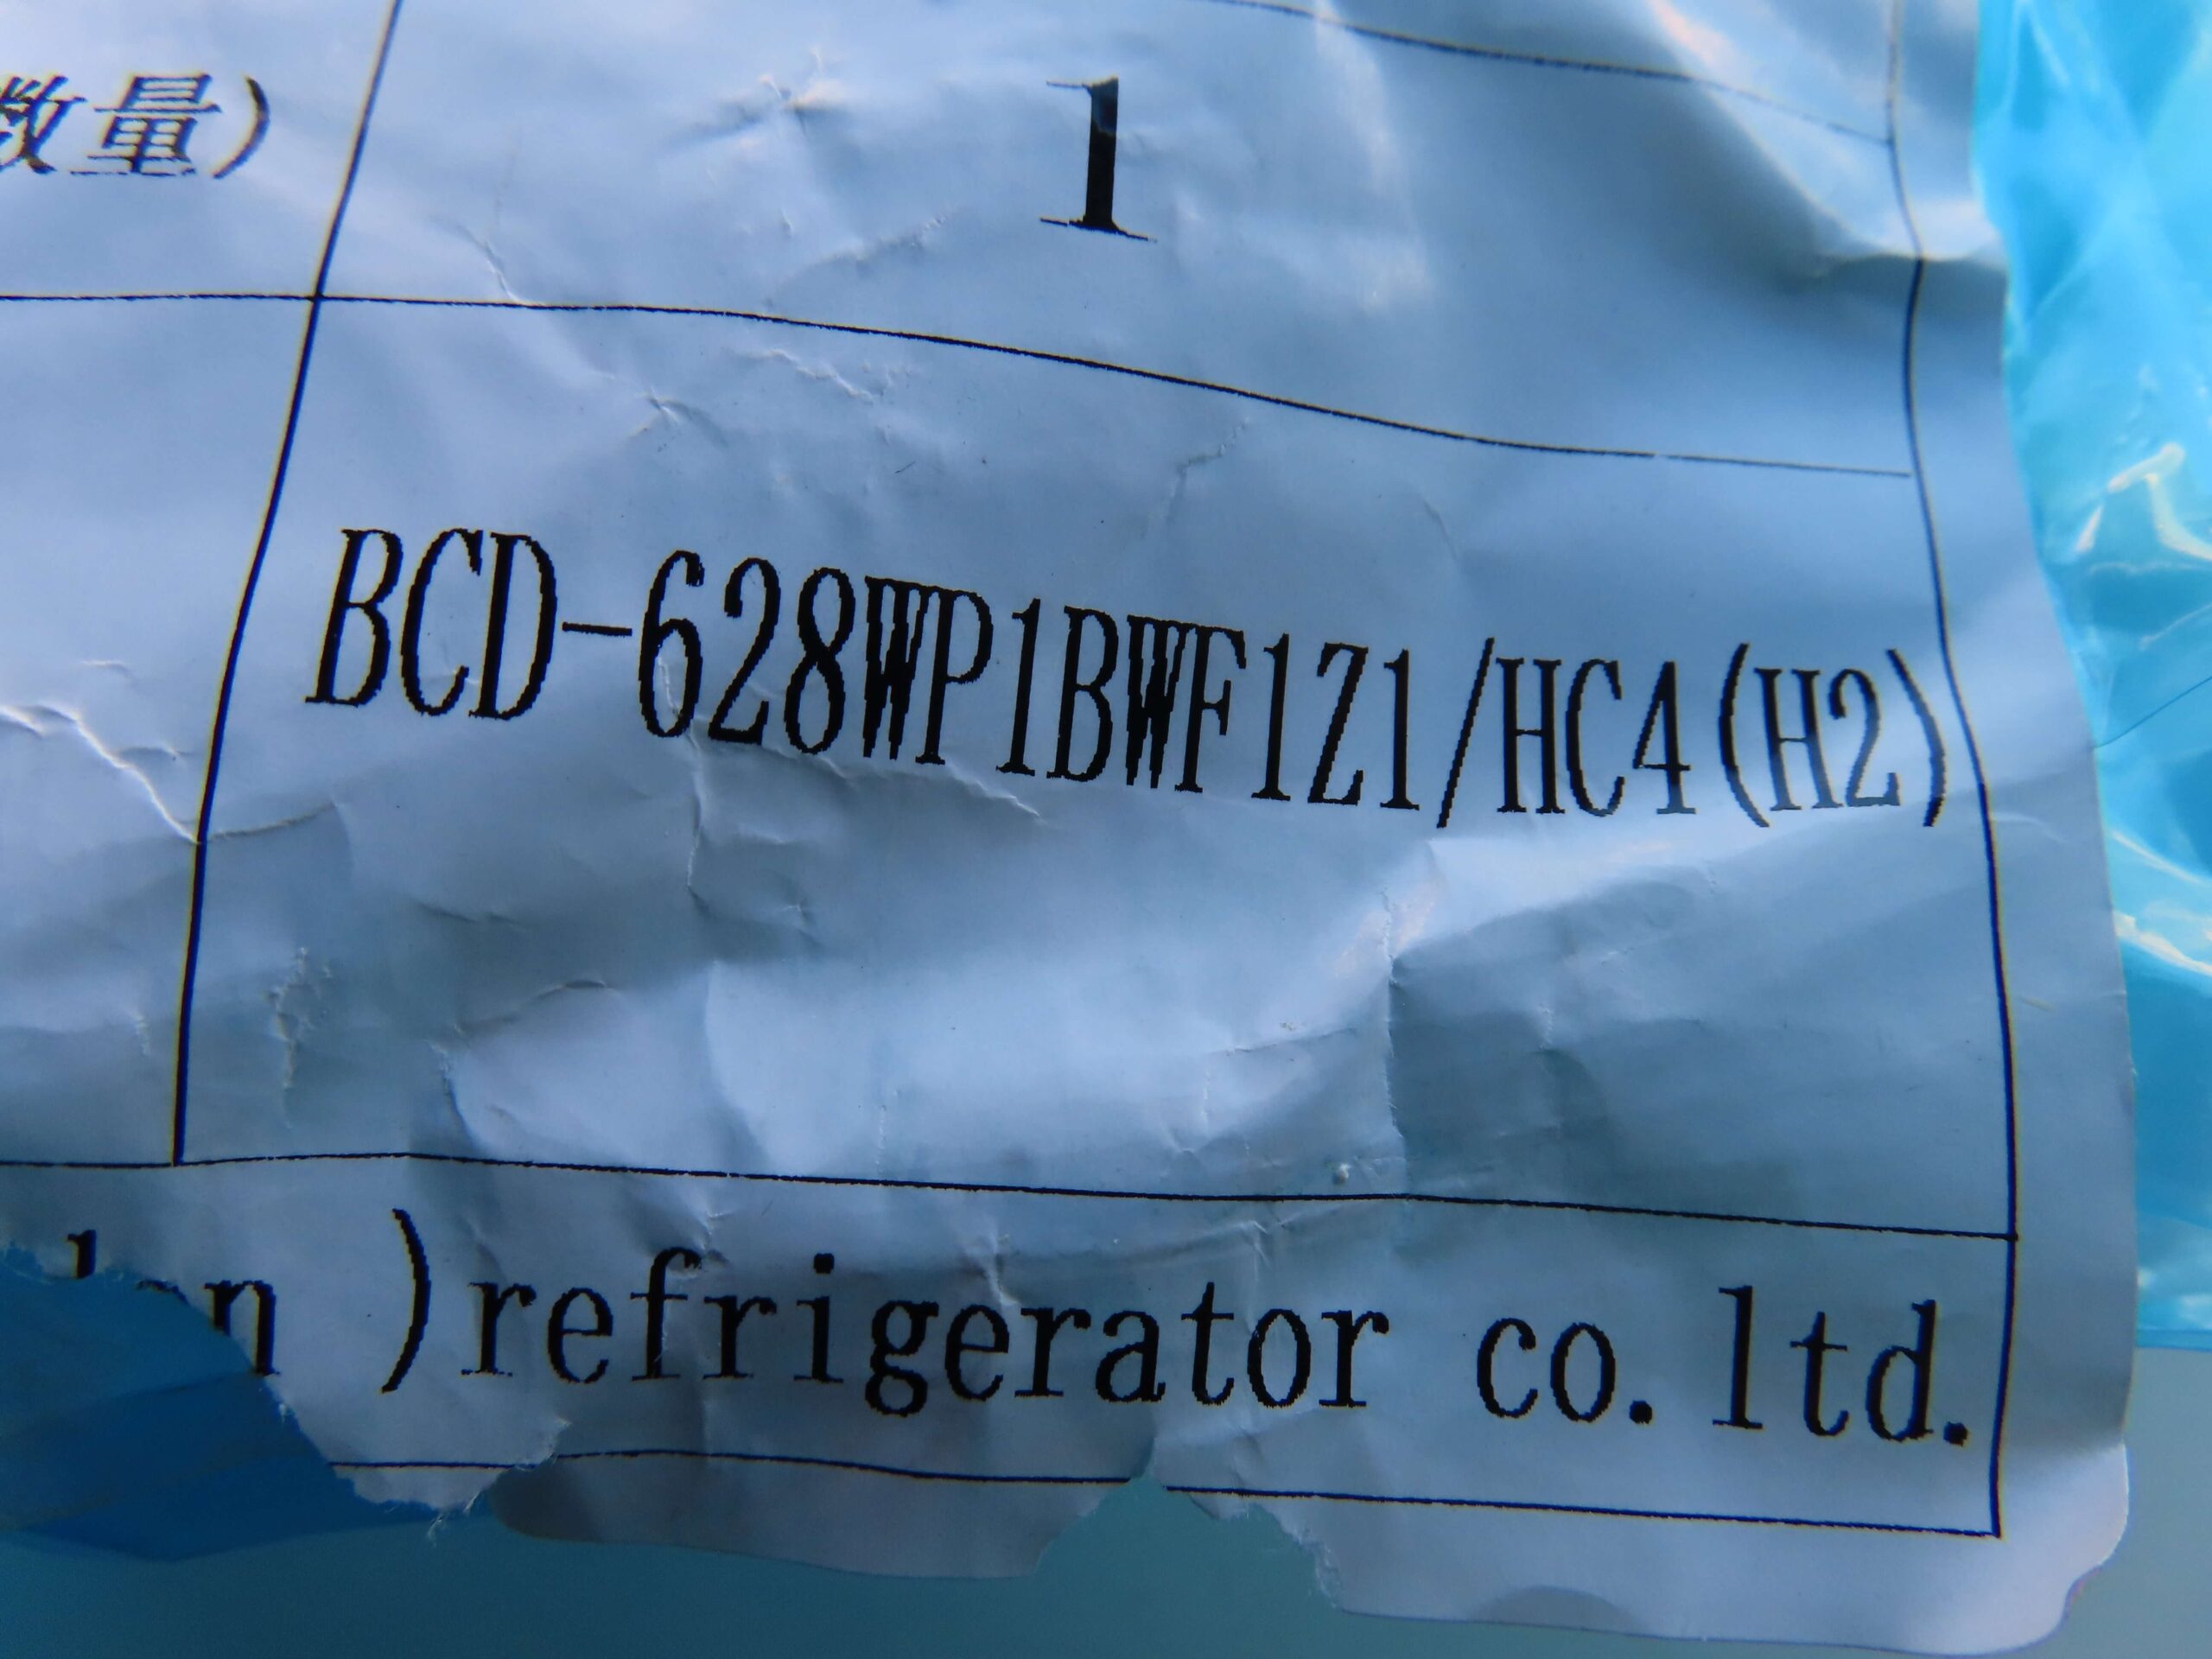 数量) 1
BCD-628WP1BWF1Z1/HC4(H2)
)refrigerator co.ltd.